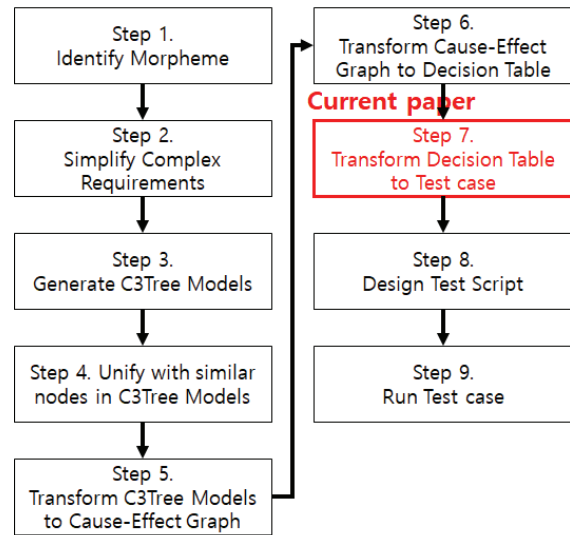 Step 1.
Identify Morpheme
Step 2.
Simplify Complex
Requirements
Step 3.
Generate C3Tree Models
Step 4. Unify with similar
nodes in C3Tree Models
Step 5.
Transform C3Tree Models
to Cause-Effect Graph
Step 6.
Transform Cause-Effect
Graph to Decision Table
Current paper
Step 7.
Transform Decision Table
to Test case
Step 8.
Design Test Script
Step 9.
Run Test case